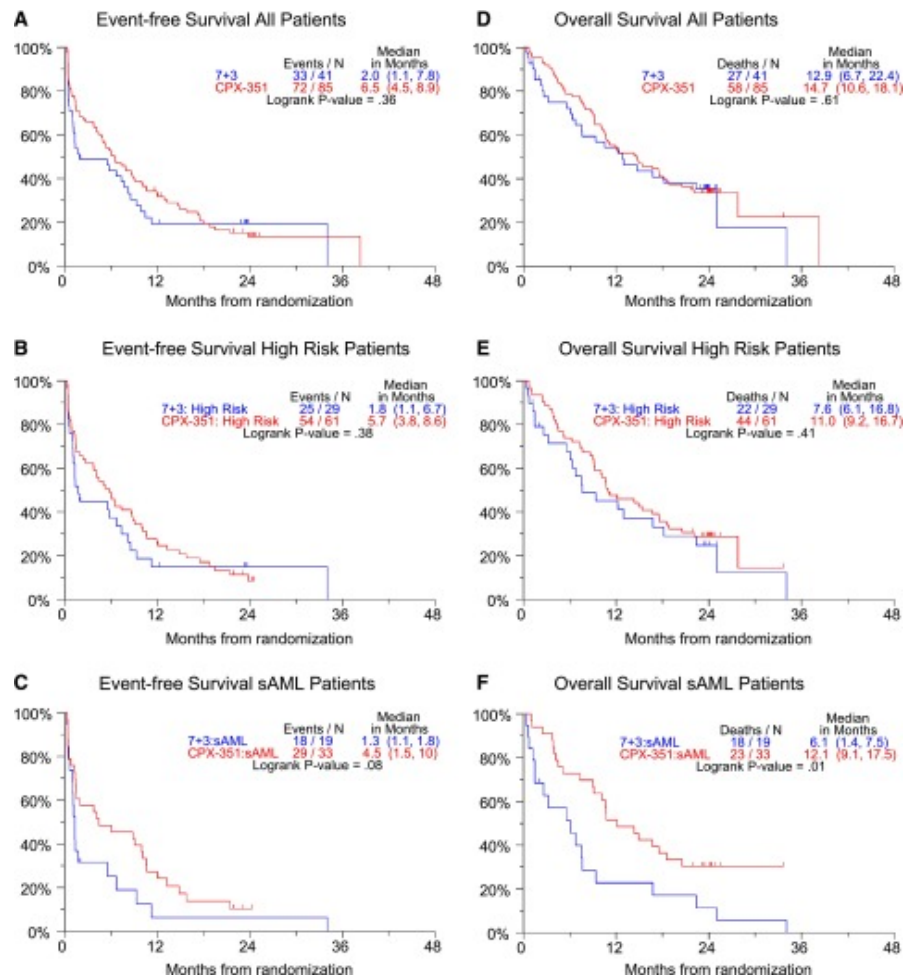 A Event-free Survival All Patients
Events / N Median in Months
7+3 33 / 41 2.0 (1.1, 7.8)
CPX-351 72 / 85 6.5 (4.5, 8.9)
Logrank P-value = .36
100%
80%
60%
40%
20%
0%
0 12 24 36 48
Months from randomization
D Overall Survival All Patients
Deaths / N Median in Months
7+3 27 / 41 12.9 (6.7, 22.4)
CPX-351 58 / 85 14.7 (10.6, 18.1)
Logrank P-value = .61
100%
80%
60%
40%
20%
0%
0 12 24 36 48
Months from randomization
B Event-free Survival High Risk Patients
Events / N Median in Months
7+3: High Risk 25 / 29 1.8 (1.1, 6.7)
CPX-351: High Risk 54 / 61 5.7 (3.8, 8.6)
Logrank P-value = .38
100%
80%
60%
40%
20%
0%
0 12 24 36 48
Months from randomization
E Overall Survival High Risk Patients
Deaths / N Median in Months
7+3: High Risk 22 / 29 7.6 (6.1, 16.8)
CPX-351: High Risk 44 / 61 11.0 (9.2, 16.7)
Logrank P-value = .41
100%
80%
60%
40%
20%
0%
0 12 24 36 48
Months from randomization
C Event-free Survival sAML Patients
Events / N Median in Months
7+3:sAML 18 / 19 1.3 (1.1, 1.8)
CPX-351:sAML 29 / 33 4.5 (1.5, 10)
Logrank P-value = .08
100%
80%
60%
40%
20%
0%
0 12 24 36 48
Months from randomization
F Overall Survival sAML Patients
Deaths / N Median in Months
7+3:sAML 18 / 19 6.1 (1.4, 7.5)
CPX-351:sAML 23 / 33 12.1 (9.1, 17.5)
Logrank P-value = .01
100%
80%
60%
40%
20%
0%
0 12 24 36 48
Months from randomization